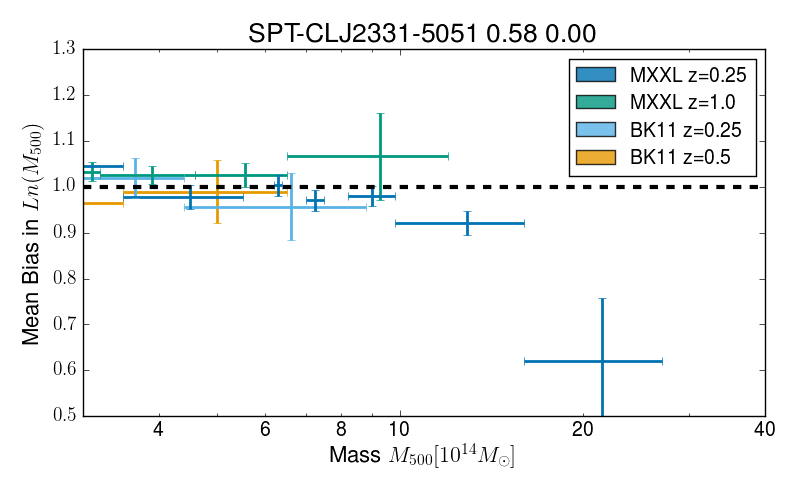 SPT-CLJ2331-5051 0.58 0.00
1.3
1.2
1.1
1.0
0.9
0.8
0.7
0.6
0.5
Mean Bias in Ln(M₅₀₀)
MXXL z=0.25
MXXL z=1.0
BK11 z=0.25
BK11 z=0.5
4 6 8 10 20 40
Mass M₅₀₀[10¹⁴M☉]